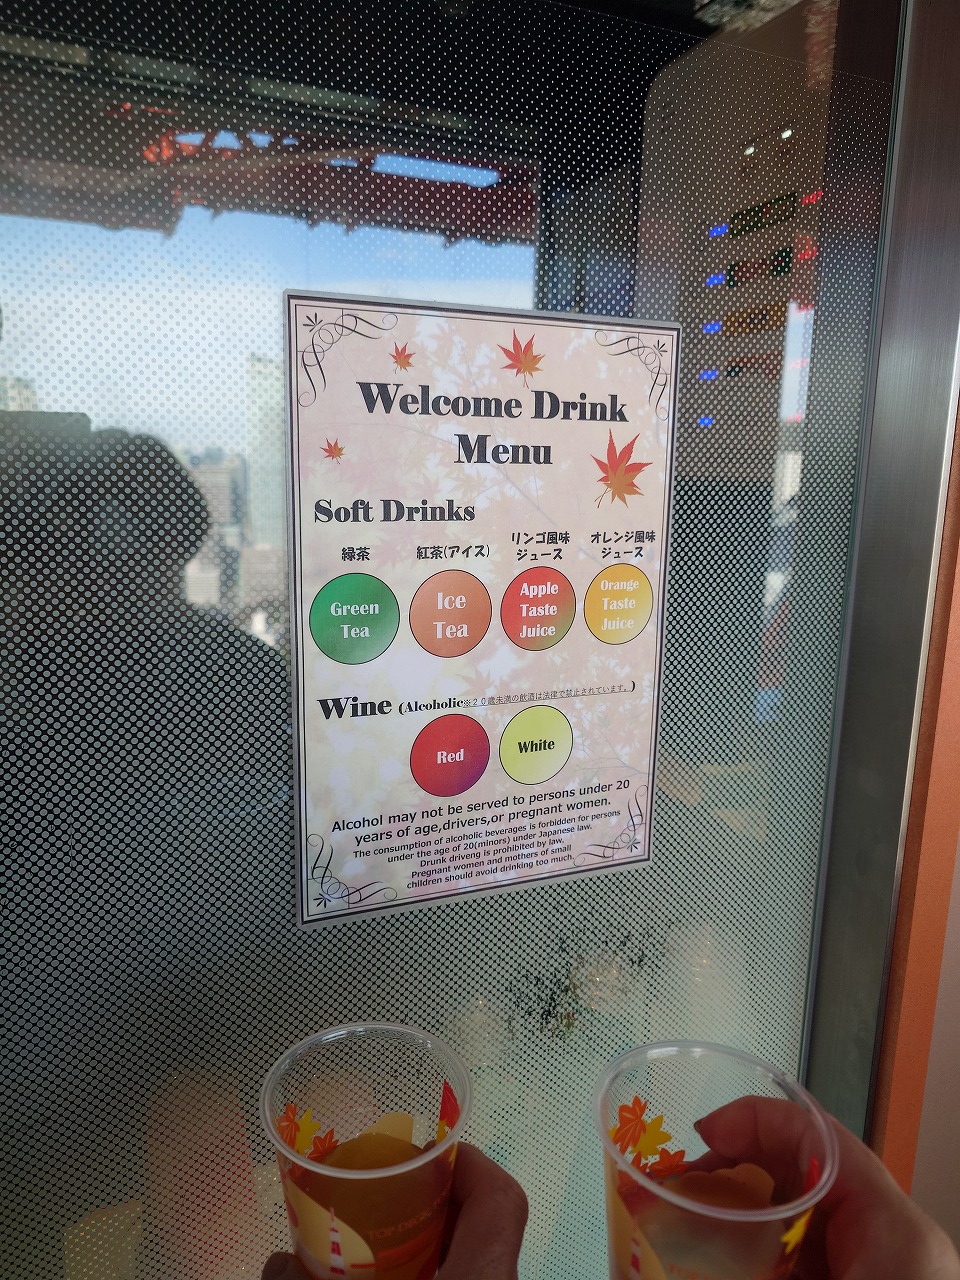 Welcome Drink
Menu
Soft Drinks
緑茶
紅茶(アイス)
リンゴ風味
ジュース
オレンジ風味
ジュース
Green
Tea
Ice
Tea
Apple
Taste
Juice
Orange
Taste
Juice
Wine (Alcoholic※２０歳未満の飲酒は法律で禁止されています。)
Red
White
Alcohol may not be served to persons under 20
years of age,drivers,or pregnant women.
The consumption of alcoholic beverages is forbidden for persons
under the age of 20(minors) under Japanese law.
Drunk driveng is prohibited by law.
Pregnant women and mothers of small
children should avoid drinking too much.
TOP DECK